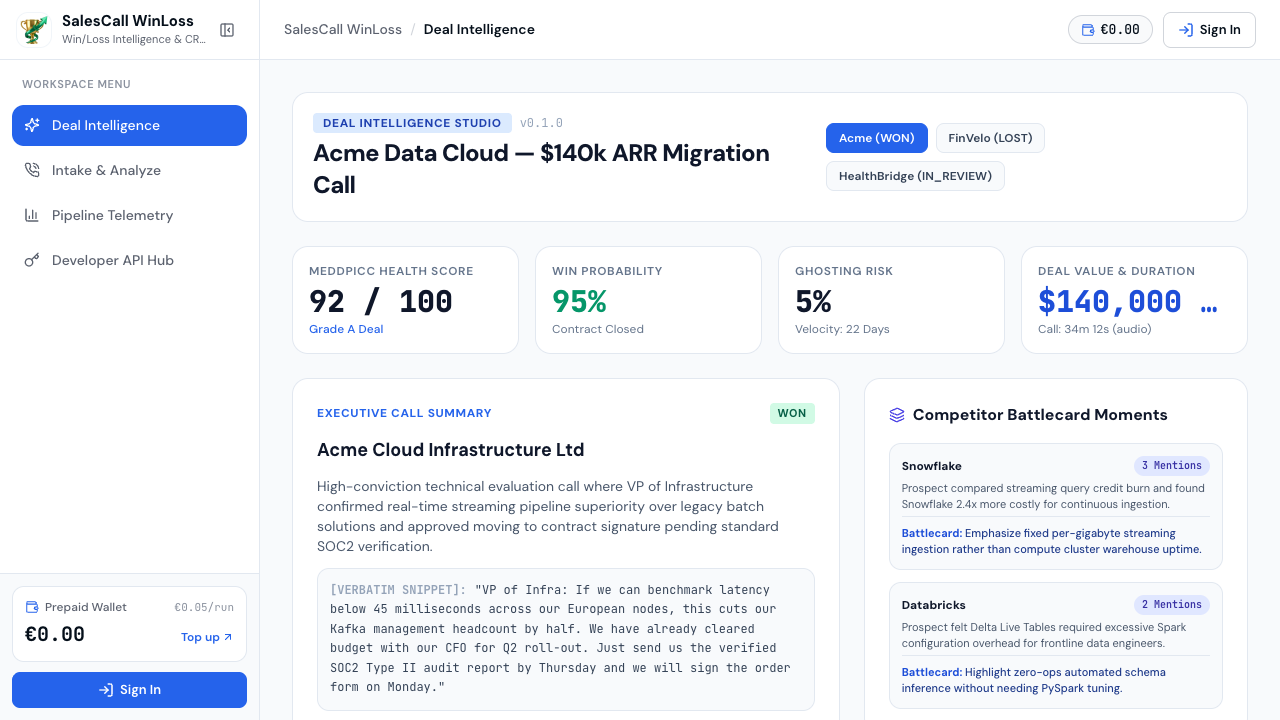 SalesCall WinLoss
Win/Loss Intelligence & CR…
WORKSPACE MENU
Deal Intelligence
Intake & Analyze
Pipeline Telemetry
Developer API Hub
Prepaid Wallet
€0.05/run
€0.00
Top up
Sign In
SalesCall WinLoss / Deal Intelligence
€0.00
Sign In
DEAL INTELLIGENCE STUDIO v0.1.0
Acme Data Cloud — $140k ARR Migration
Call
Acme (WON)
FinVelo (LOST)
HealthBridge (IN_REVIEW)
MEDDPICC HEALTH SCORE
92 / 100
Grade A Deal
WIN PROBABILITY
95%
Contract Closed
GHOSTING RISK
5%
Velocity: 22 Days
DEAL VALUE & DURATION
$140,000 …
Call: 34m 12s (audio)
EXECUTIVE CALL SUMMARY
WON
Acme Cloud Infrastructure Ltd
High-conviction technical evaluation call where VP of Infrastructure
confirmed real-time streaming pipeline superiority over legacy batch
solutions and approved moving to contract signature pending standard
SOC2 verification.
[VERBATIM SNIPPET]: "VP of Infra: If we can benchmark latency
below 45 milliseconds across our European nodes, this cuts our
Kafka management headcount by half. We have already cleared
budget with our CFO for Q2 roll-out. Just send us the verified
SOC2 Type II audit report by Thursday and we will sign the order
form on Monday."
Competitor Battlecard Moments
Snowflake
3 Mentions
Prospect compared streaming query credit burn and found
Snowflake 2.4x more costly for continuous ingestion.
Battlecard: Emphasize fixed per-gigabyte streaming
ingestion rather than compute cluster warehouse uptime.
Databricks
2 Mentions
Prospect felt Delta Live Tables required excessive Spark
configuration overhead for frontline data engineers.
Battlecard: Highlight zero-ops automated schema
inference without needing PySpark tuning.